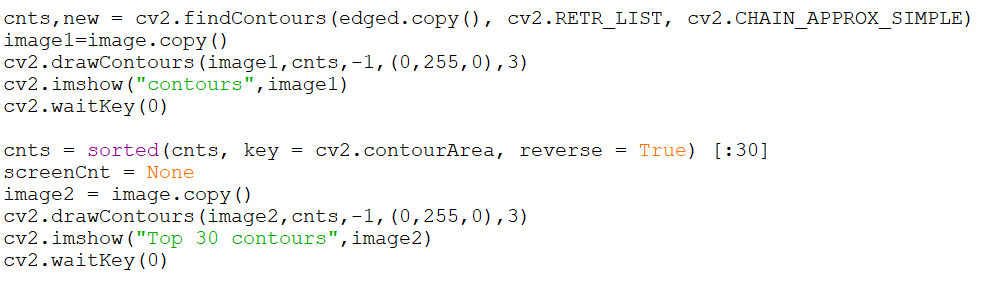 cnts,new = cv2.findContours(edged.copy(), cv2.RETR_LIST, cv2.CHAIN_APPROX_SIMPLE)
image1=image.copy()
cv2.drawContours(image1,cnts,-1,(0,255,0),3)
cv2.imshow("contours",image1)
cv2.waitKey(0)
cnts = sorted(cnts, key = cv2.contourArea, reverse = True) [:30]
screenCnt = None
image2 = image.copy()
cv2.drawContours(image2,cnts,-1,(0,255,0),3)
cv2.imshow("Top 30 contours",image2)
cv2.waitKey(0)